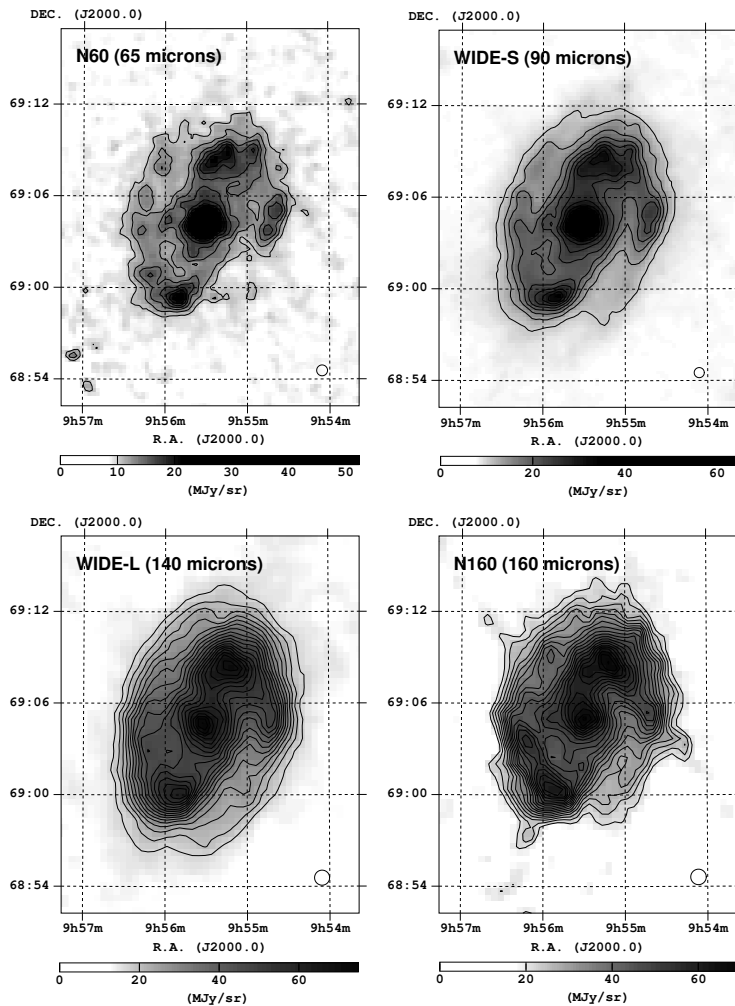 DEC. (J2000.0)
N60 (65 microns)
69:12
69:06
69:00
68:54
9h57m 9h56m 9h55m 9h54m
R.A. (J2000.0)
0 10 20 30 40 50
(MJy/sr)
DEC. (J2000.0)
WIDE-S (90 microns)
69:12
69:06
69:00
68:54
9h57m 9h56m 9h55m 9h54m
R.A. (J2000.0)
0 20 40 60
(MJy/sr)
DEC. (J2000.0)
WIDE-L (140 microns)
69:12
69:06
69:00
68:54
9h57m 9h56m 9h55m 9h54m
R.A. (J2000.0)
0 20 40 60
(MJy/sr)
DEC. (J2000.0)
N160 (160 microns)
69:12
69:06
69:00
68:54
9h57m 9h56m 9h55m 9h54m
R.A. (J2000.0)
0 20 40 60
(MJy/sr)